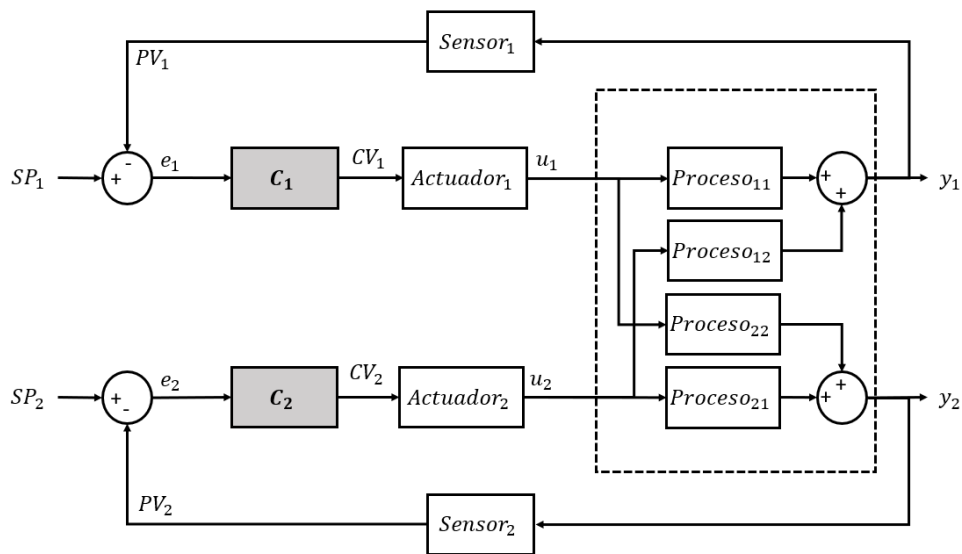 Sensor₁
PV₁
SP₁
-
+
e₁
C₁
CV₁
Actuador₁
u₁
Proceso₁₁
+
+
y₁
Proceso₁₂
Proceso₂₂
SP₂
+
-
e₂
C₂
CV₂
Actuador₂
u₂
Proceso₂₁
+
+
y₂
PV₂
Sensor₂